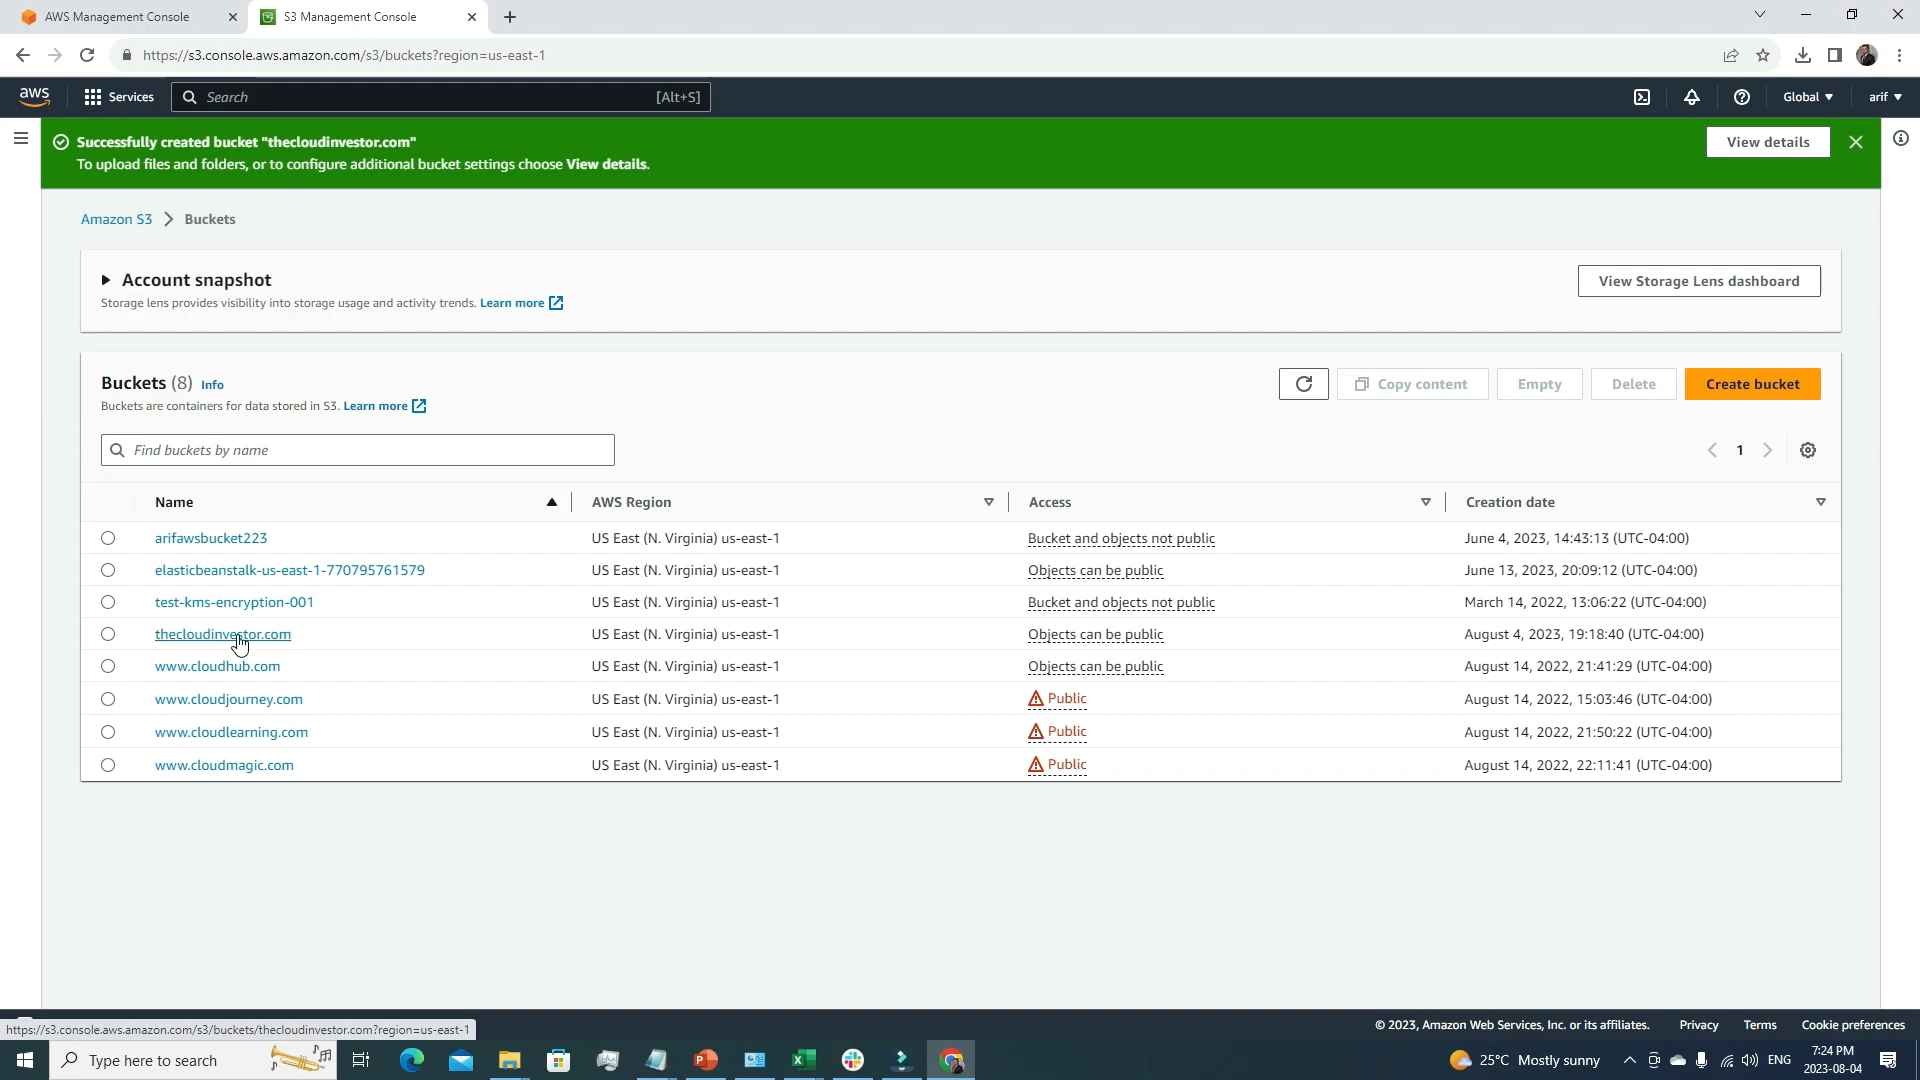 AWS Management Console
S3 Management Console
https://s3.console.aws.amazon.com/s3/buckets?region=us-east-1
aws
Services
Search
[Alt+S]
Global
arif
Successfully created bucket "thecloudinvestor.com"
To upload files and folders, or to configure additional bucket settings choose View details.
View details
Amazon S3 > Buckets
Account snapshot
Storage lens provides visibility into storage usage and activity trends. Learn more
View Storage Lens dashboard
Buckets (8) Info
Buckets are containers for data stored in S3. Learn more
Copy content
Empty
Delete
Create bucket
Find buckets by name
1
Name AWS Region Access Creation date
arifawsbucket223 US East (N. Virginia) us-east-1 Bucket and objects not public June 4, 2023, 14:43:13 (UTC-04:00)
elasticbeanstalk-us-east-1-770795761579 US East (N. Virginia) us-east-1 Objects can be public June 13, 2023, 20:09:12 (UTC-04:00)
test-kms-encryption-001 US East (N. Virginia) us-east-1 Bucket and objects not public March 14, 2022, 13:06:22 (UTC-04:00)
thecloudinvestor.com US East (N. Virginia) us-east-1 Objects can be public August 4, 2023, 19:18:40 (UTC-04:00)
www.cloudhub.com US East (N. Virginia) us-east-1 Objects can be public August 14, 2022, 21:41:29 (UTC-04:00)
www.cloudjourney.com US East (N. Virginia) us-east-1 Public August 14, 2022, 15:03:46 (UTC-04:00)
www.cloudlearning.com US East (N. Virginia) us-east-1 Public August 14, 2022, 21:50:22 (UTC-04:00)
www.cloudmagic.com US East (N. Virginia) us-east-1 Public August 14, 2022, 22:11:41 (UTC-04:00)
https://s3.console.aws.amazon.com/s3/buckets/thecloudinvestor.com?region=us-east-1
© 2023, Amazon Web Services, Inc. or its affiliates. Privacy Terms Cookie preferences
Type here to search
25°C Mostly sunny
ENG
7:24 PM
2023-08-04